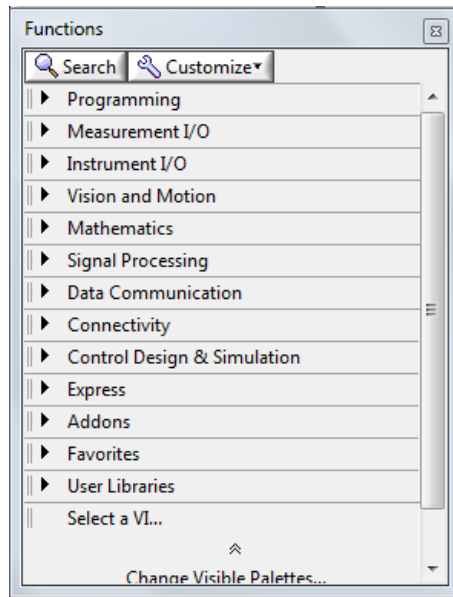 Functions
Search Customize
Programming
Measurement I/O
Instrument I/O
Vision and Motion
Mathematics
Signal Processing
Data Communication
Connectivity
Control Design & Simulation
Express
Addons
Favorites
User Libraries
Select a VI...
Change Visible Palettes...